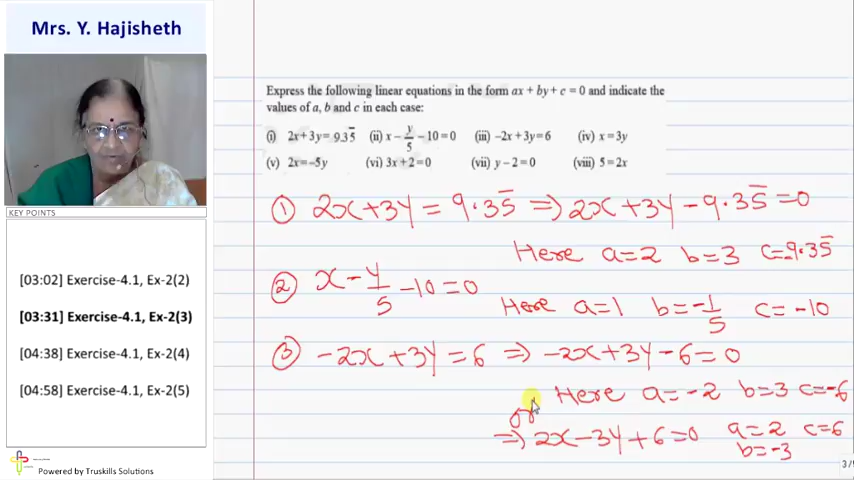 Mrs. Y. Hajisheth
KEY POINTS
[03:02] Exercise-4.1, Ex-2(2)
[03:31] Exercise-4.1, Ex-2(3)
[04:38] Exercise-4.1, Ex-2(4)
[04:58] Exercise-4.1, Ex-2(5)
Powered by Truskills Solutions
Express the following linear equations in the form ax + by + c = 0 and indicate the
values of a, b and c in each case:
(i) 2x + 3y = 9.35̅ (ii) x – y/5 – 10 = 0 (iii) –2x + 3y = 6 (iv) x = 3y
(v) 2x = –5y (vi) 3x + 2 = 0 (vii) y – 2 = 0 (viii) 5 = 2x
① 2x + 3y = 9.35̅ ⇒ 2x + 3y – 9.35̅ = 0
Here a = 2 b = 3 c = 9.35̅
② x – y/5 – 10 = 0
Here a = 1 b = –1/5 c = –10
③ –2x + 3y = 6 ⇒ –2x + 3y – 6 = 0
Here a = –2 b = 3 c = –6
or
⇒ 2x – 3y + 6 = 0 a = 2 c = 6
b = –3